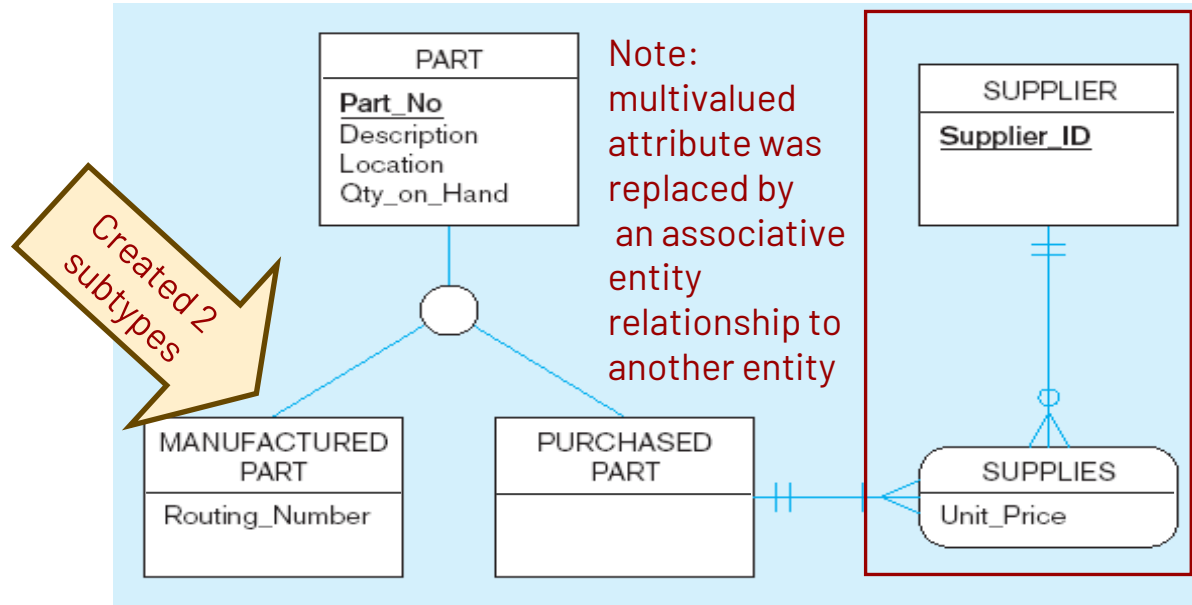 PART
Part_No
Description
Location
Qty_on_Hand
Note:
multivalued
attribute was
replaced by
an associative
entity
relationship to
another entity
SUPPLIER
Supplier_ID
Created 2
subtypes
MANUFACTURED
PART
Routing_Number
PURCHASED
PART
SUPPLIES
Unit_Price